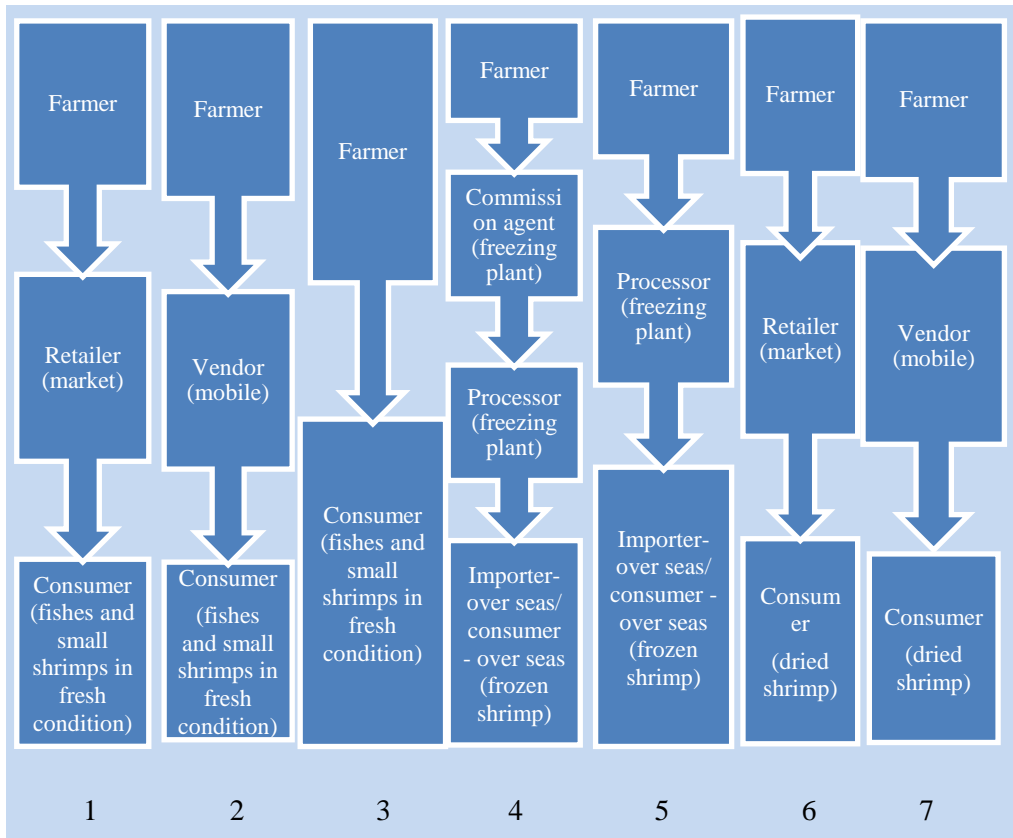 Farmer
Retailer
(market)
Consumer
(fishes and
small
shrimps in
fresh
condition)
Farmer
Vendor
(mobile)
Consumer
(fishes
and small
shrimps in
fresh
condition)
Farmer
Consumer
(fishes and
small
shrimps in
fresh
condition)
Farmer
Commissi
on agent
(freezing
plant)
Processor
(freezing
plant)
Importer-
over seas/
consumer
- over seas
(frozen
shrimp)
Farmer
Processor
(freezing
plant)
Importer-
over seas/
consumer -
over seas
(frozen
shrimp)
Farmer
Retailer
(market)
Consum
er
(dried
shrimp)
Farmer
Vendor
(mobile)
Consumer
(dried
shrimp)
1 2 3 4 5 6 7